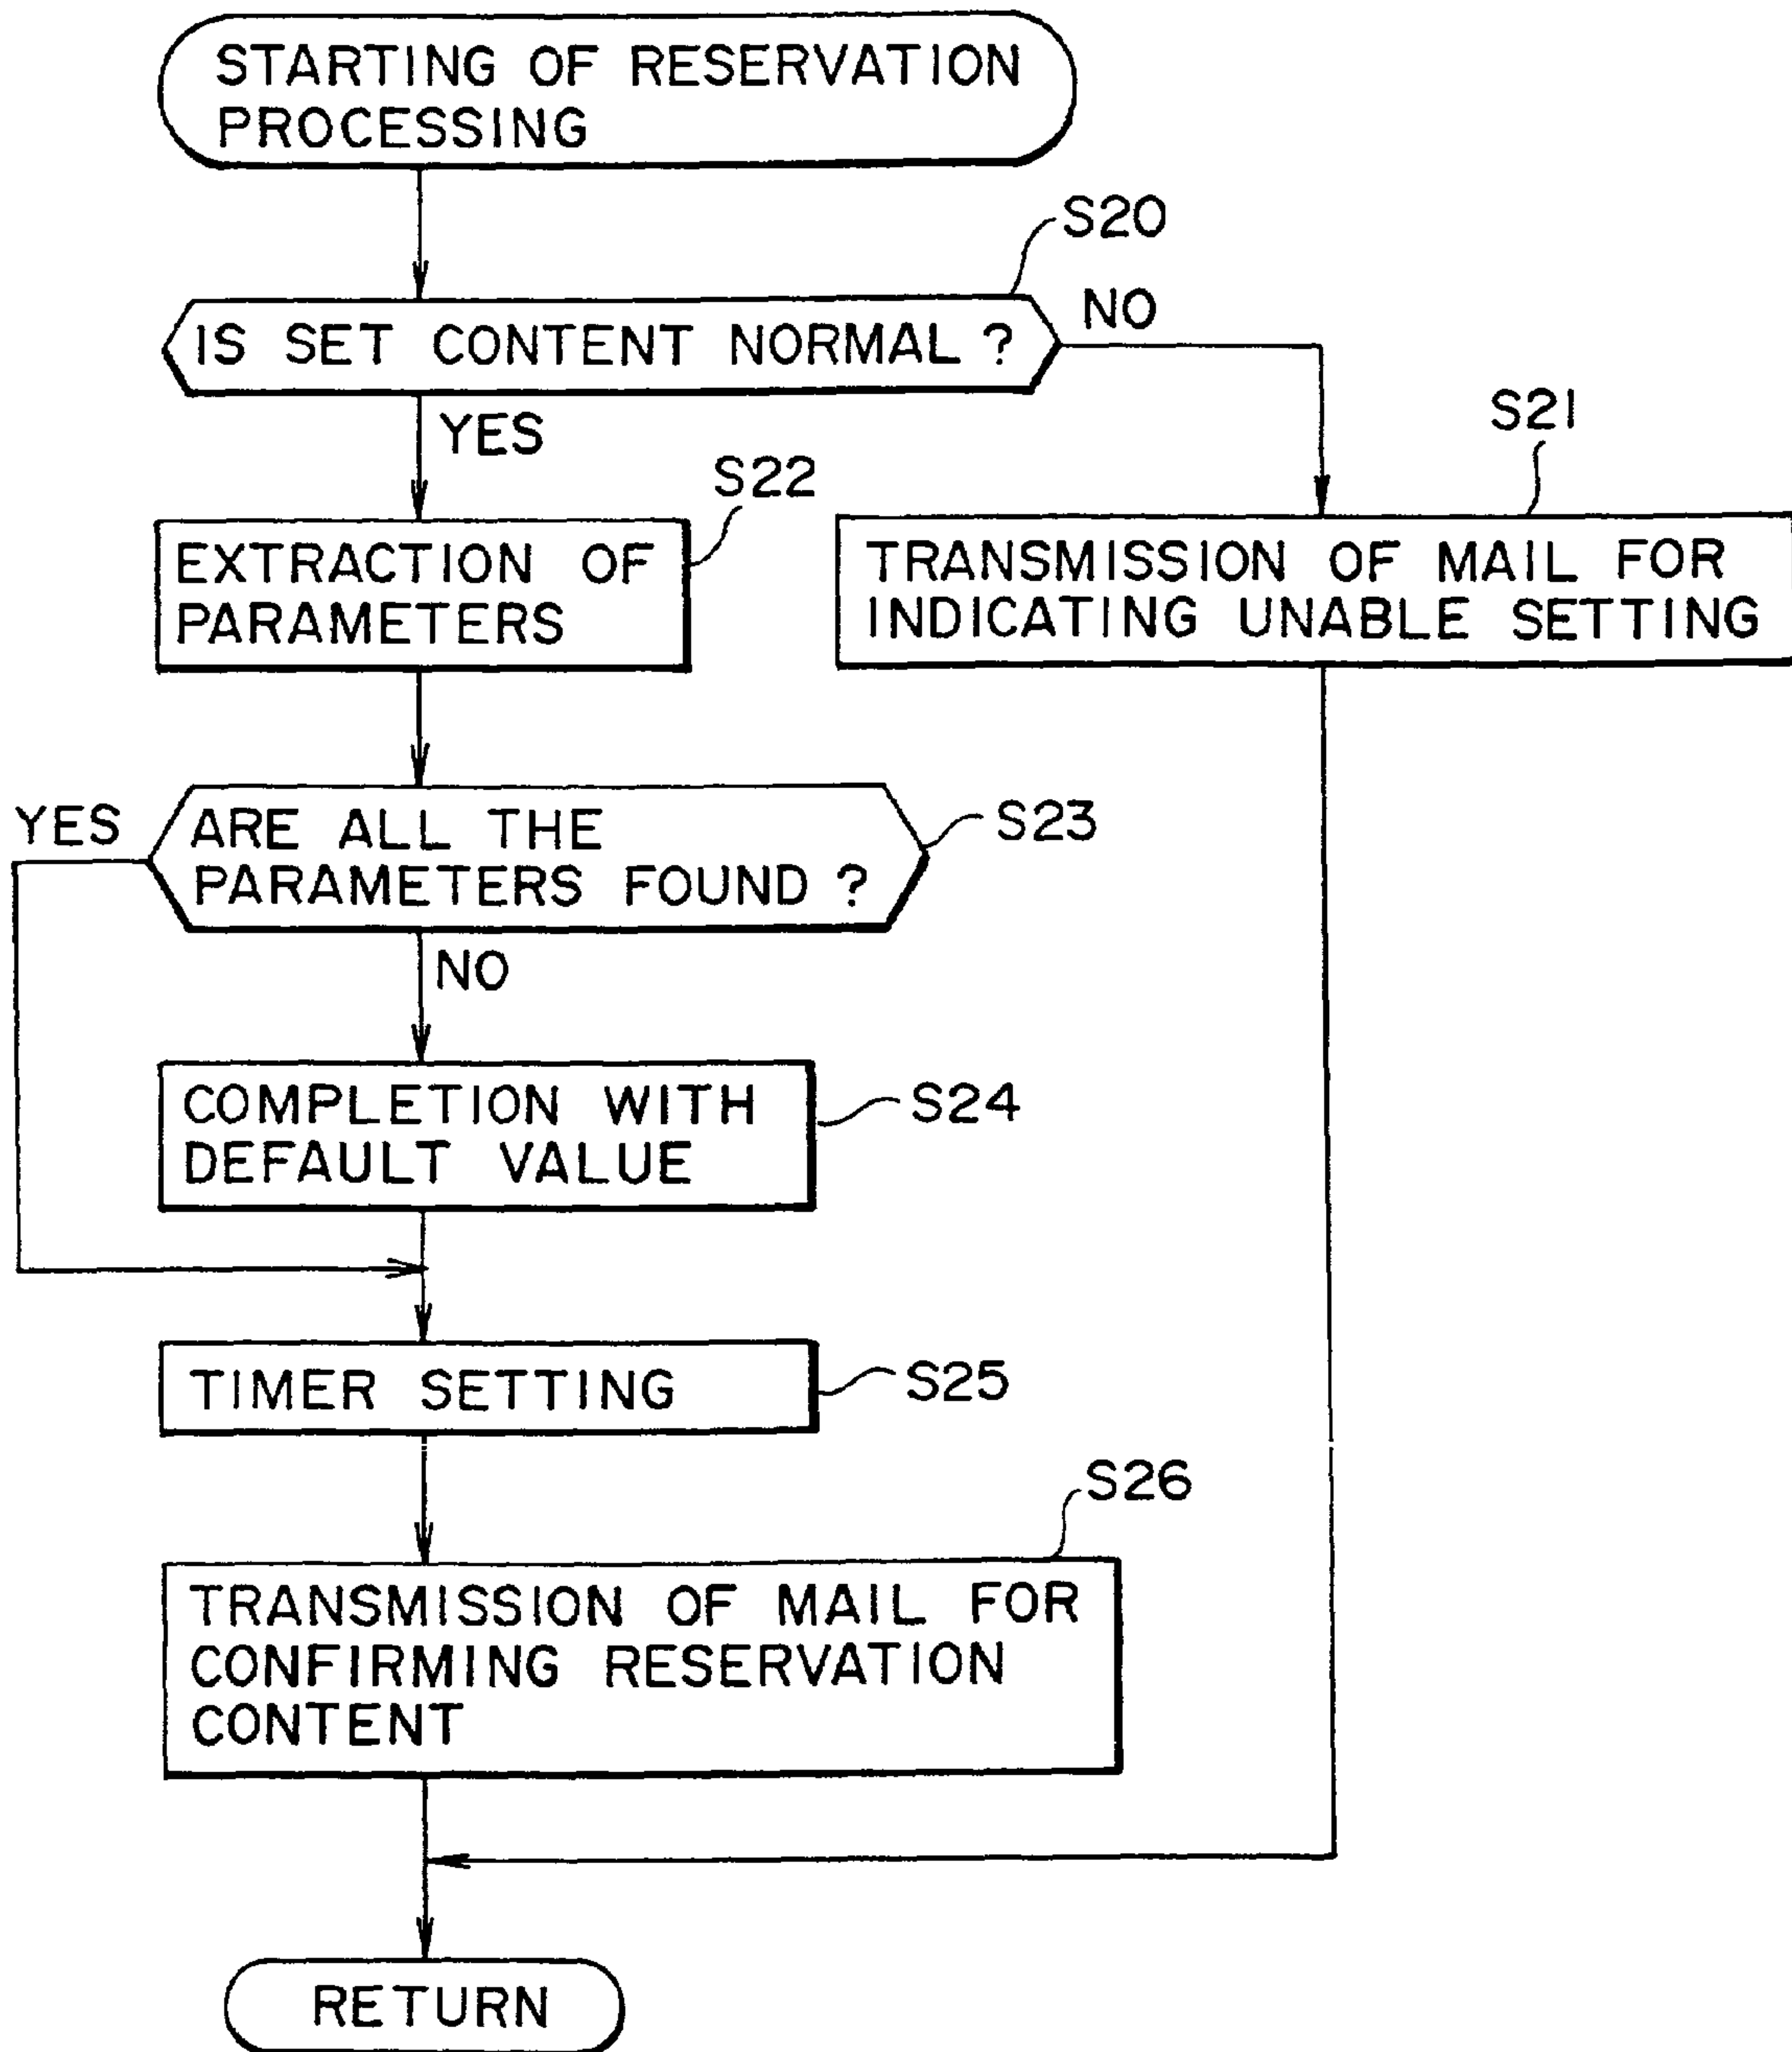 STARTING OF RESERVATION
PROCESSING
S20
IS SET CONTENT NORMAL ?
NO
YES
S21
S22
EXTRACTION OF
PARAMETERS
TRANSMISSION OF MAIL FOR
INDICATING UNABLE SETTING
YES
ARE ALL THE
PARAMETERS FOUND ?
S23
NO
COMPLETION WITH
DEFAULT VALUE
S24
TIMER SETTING
S25
S26
TRANSMISSION OF MAIL FOR
CONFIRMING RESERVATION
CONTENT
RETURN